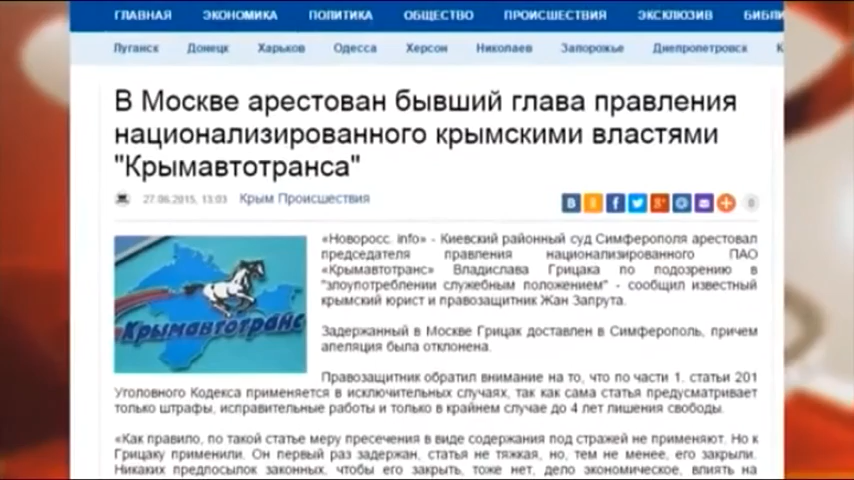 ГЛАВНАЯ ЭКОНОМИКА ПОЛИТИКА ОБЩЕСТВО ПРОИСШЕСТВИЯ ЭКСКЛЮЗИВ
Луганск Донецк Харьков Одесса Херсон Николаев Запорожье Днепропетровск
В Москве арестован бывший глава правления
национализированного крымскими властями
"Крымавтотранса"
27.06.2015, 13:03 Крым Происшествия
0
«Новоросс. info» - Киевский районный суд Симферополя арестовал
председателя правления национализированного ПАО
«Крымавтотранс» Владислава Грицака по подозрению в
"злоупотреблении служебным положением" - сообщил известный
крымский юрист и правозащитник Жан Запрута.
Крымавтотранс
Задержанный в Москве Грицак доставлен в Симферополь, причем
апеляция была отклонена.
Правозащитник обратил внимание на то, что по части 1. статьи 201
Уголовного Кодекса применяется в исключительных случаях, так как сама статья предусматривает
только штрафы, исправительные работы и только в крайнем случае до 4 лет лишения свободы.
«Как правило, по такой статье меру пресечения в виде содержания под стражей не применяют. Но к
Грицаку применили. Он первый раз задержан, статья не тяжкая, но, тем не менее, его закрыли.
Никаких предпосылок законных, чтобы его закрыть, тоже нет, дело экономическое, влиять на